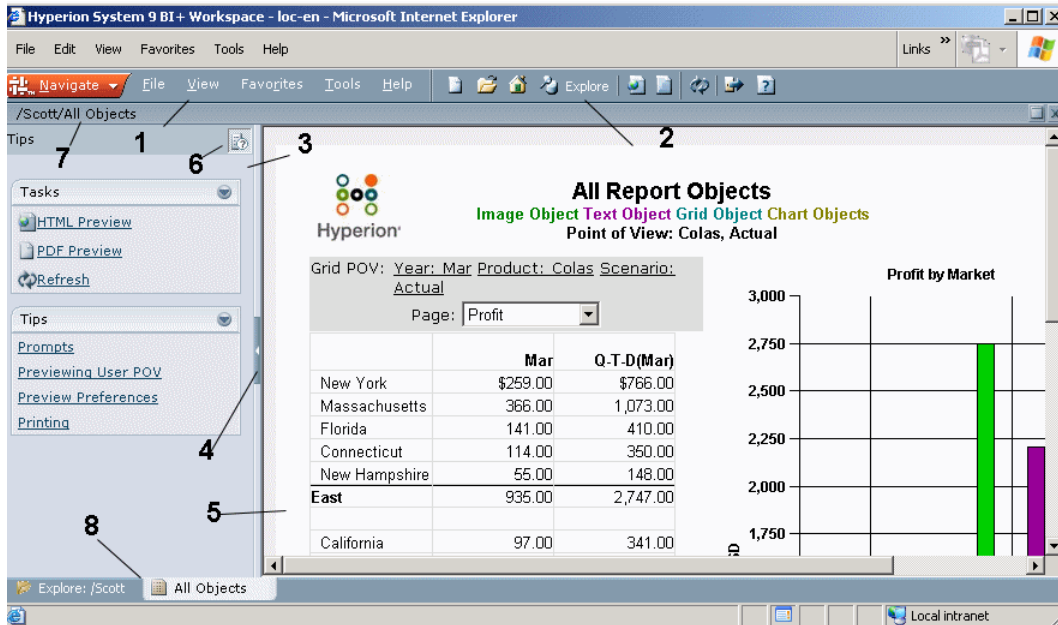 Hyperion System 9 BI+ Workspace - loc-en - Microsoft Internet Explorer
File Edit View Favorites Tools Help Links »
Navigate File View Favorites Tools Help Explore
/Scott/All Objects
1 2
7 6 3
Tips
Tasks
HTML Preview
PDF Preview
Refresh
Tips
Prompts
Previewing User POV
Preview Preferences
Printing
4
5
8
Hyperion
All Report Objects
Image Object Text Object Grid Object Chart Objects
Point of View: Colas, Actual
Grid POV: Year: Mar Product: Colas Scenario:
Actual
Page: Profit
Mar Q-T-D(Mar)
New York $259.00 $766.00
Massachusetts 366.00 1,073.00
Florida 141.00 410.00
Connecticut 114.00 350.00
New Hampshire 55.00 148.00
East 935.00 2,747.00
California 97.00 341.00
Profit by Market
3,000
2,750
2,500
2,250
2,000
1,750
Explore: /Scott All Objects
Local intranet